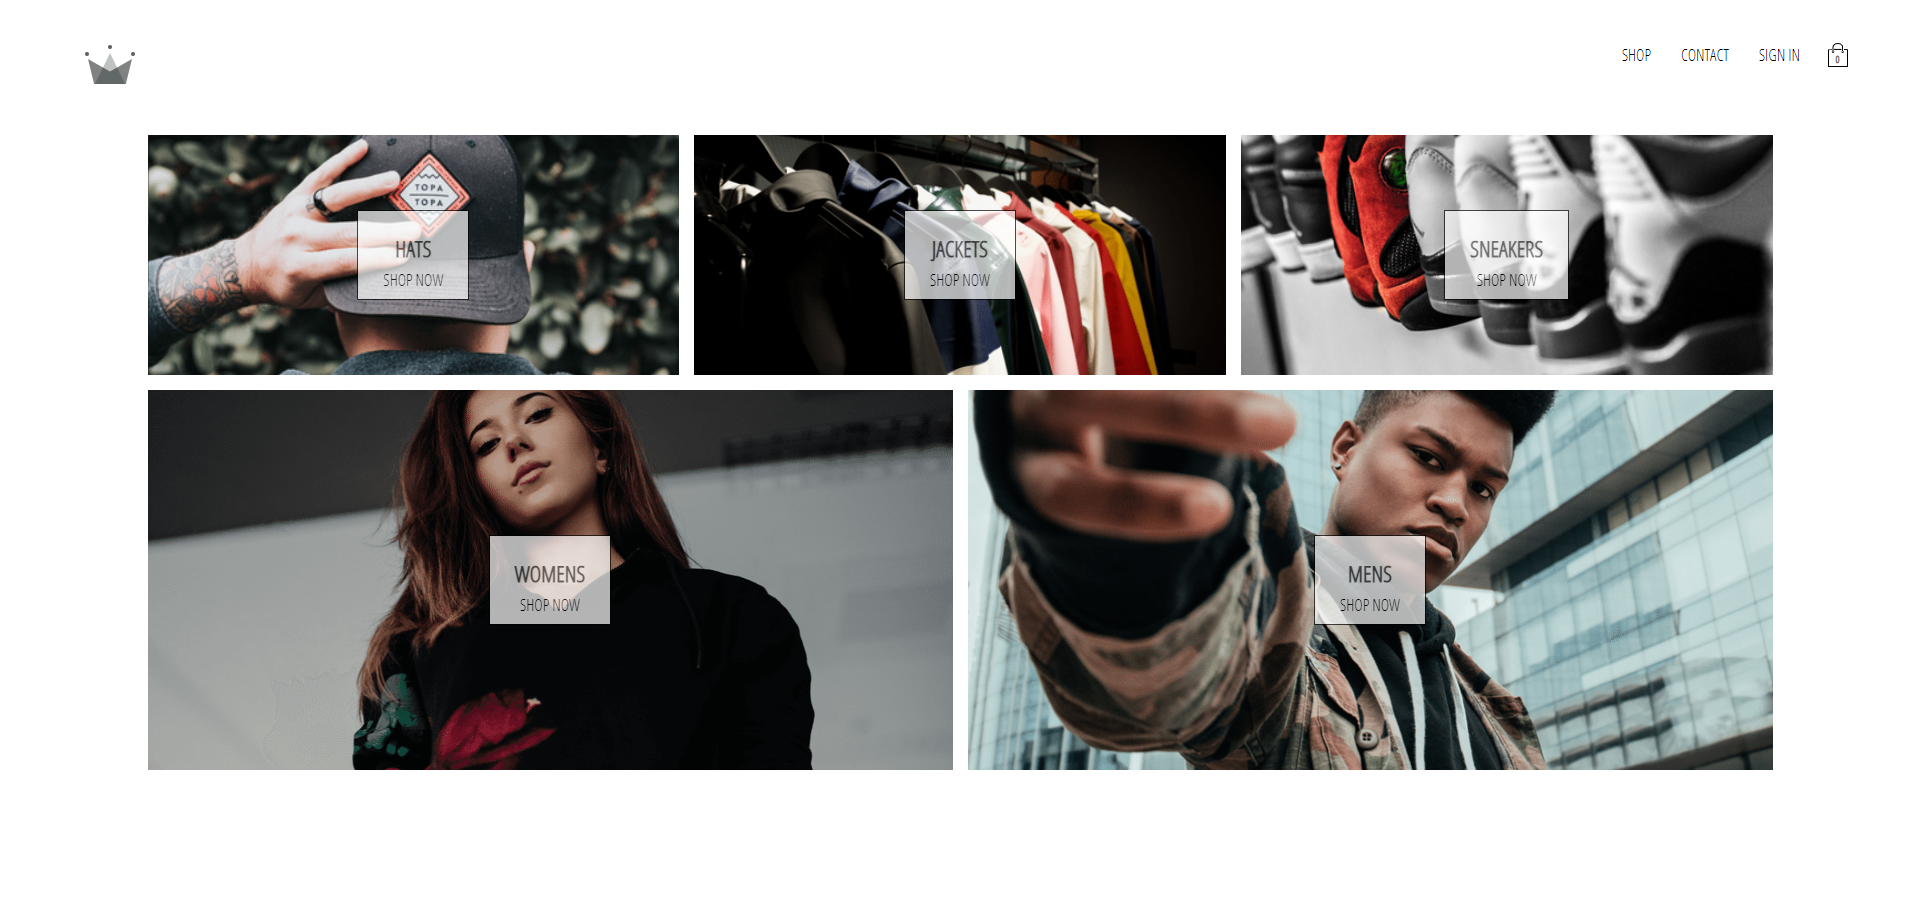 SHOP CONTACT SIGN IN 0
TOPA
TOPA
HATS
SHOP NOW
JACKETS
SHOP NOW
SNEAKERS
SHOP NOW
WOMENS
SHOP NOW
MENS
SHOP NOW